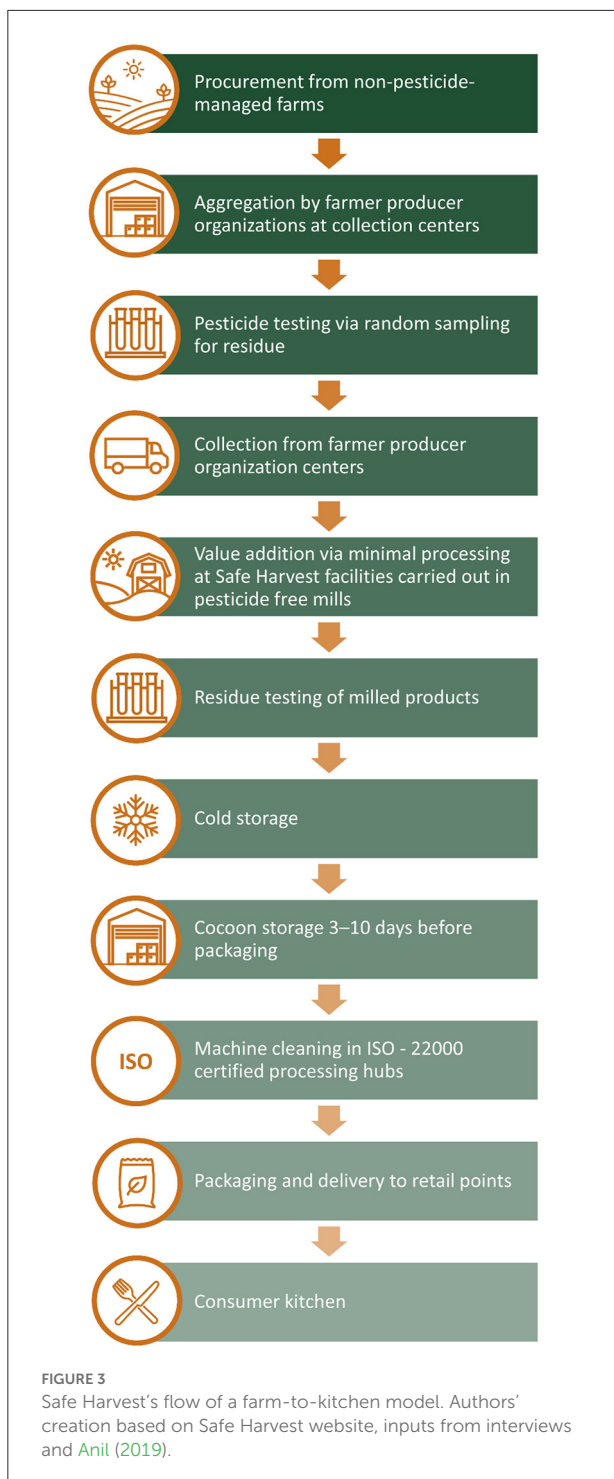 Procurement from non-pesticide-
managed farms
Aggregation by farmer producer
organizations at collection centers
Pesticide testing via random sampling
for residue
Collection from farmer producer
organization centers
Value addition via minimal processing
at Safe Harvest facilities carried out in
pesticide free mills
Residue testing of milled products
Cold storage
Cocoon storage 3–10 days before
packaging
ISO
Machine cleaning in ISO - 22000
certified processing hubs
Packaging and delivery to retail points
Consumer kitchen
FIGURE 3
Safe Harvest's flow of a farm-to-kitchen model. Authors'
creation based on Safe Harvest website, inputs from interviews
and Anil (2019).